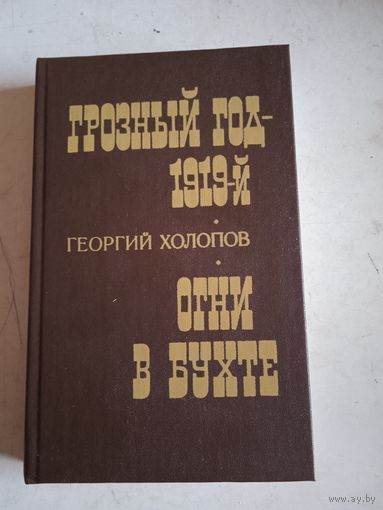 ГРОЗНЫЙ ГОД-
1919-Й
ГЕОРГИЙ ХОЛОПОВ
ОГНИ
В БУХТЕ
www.ay.by